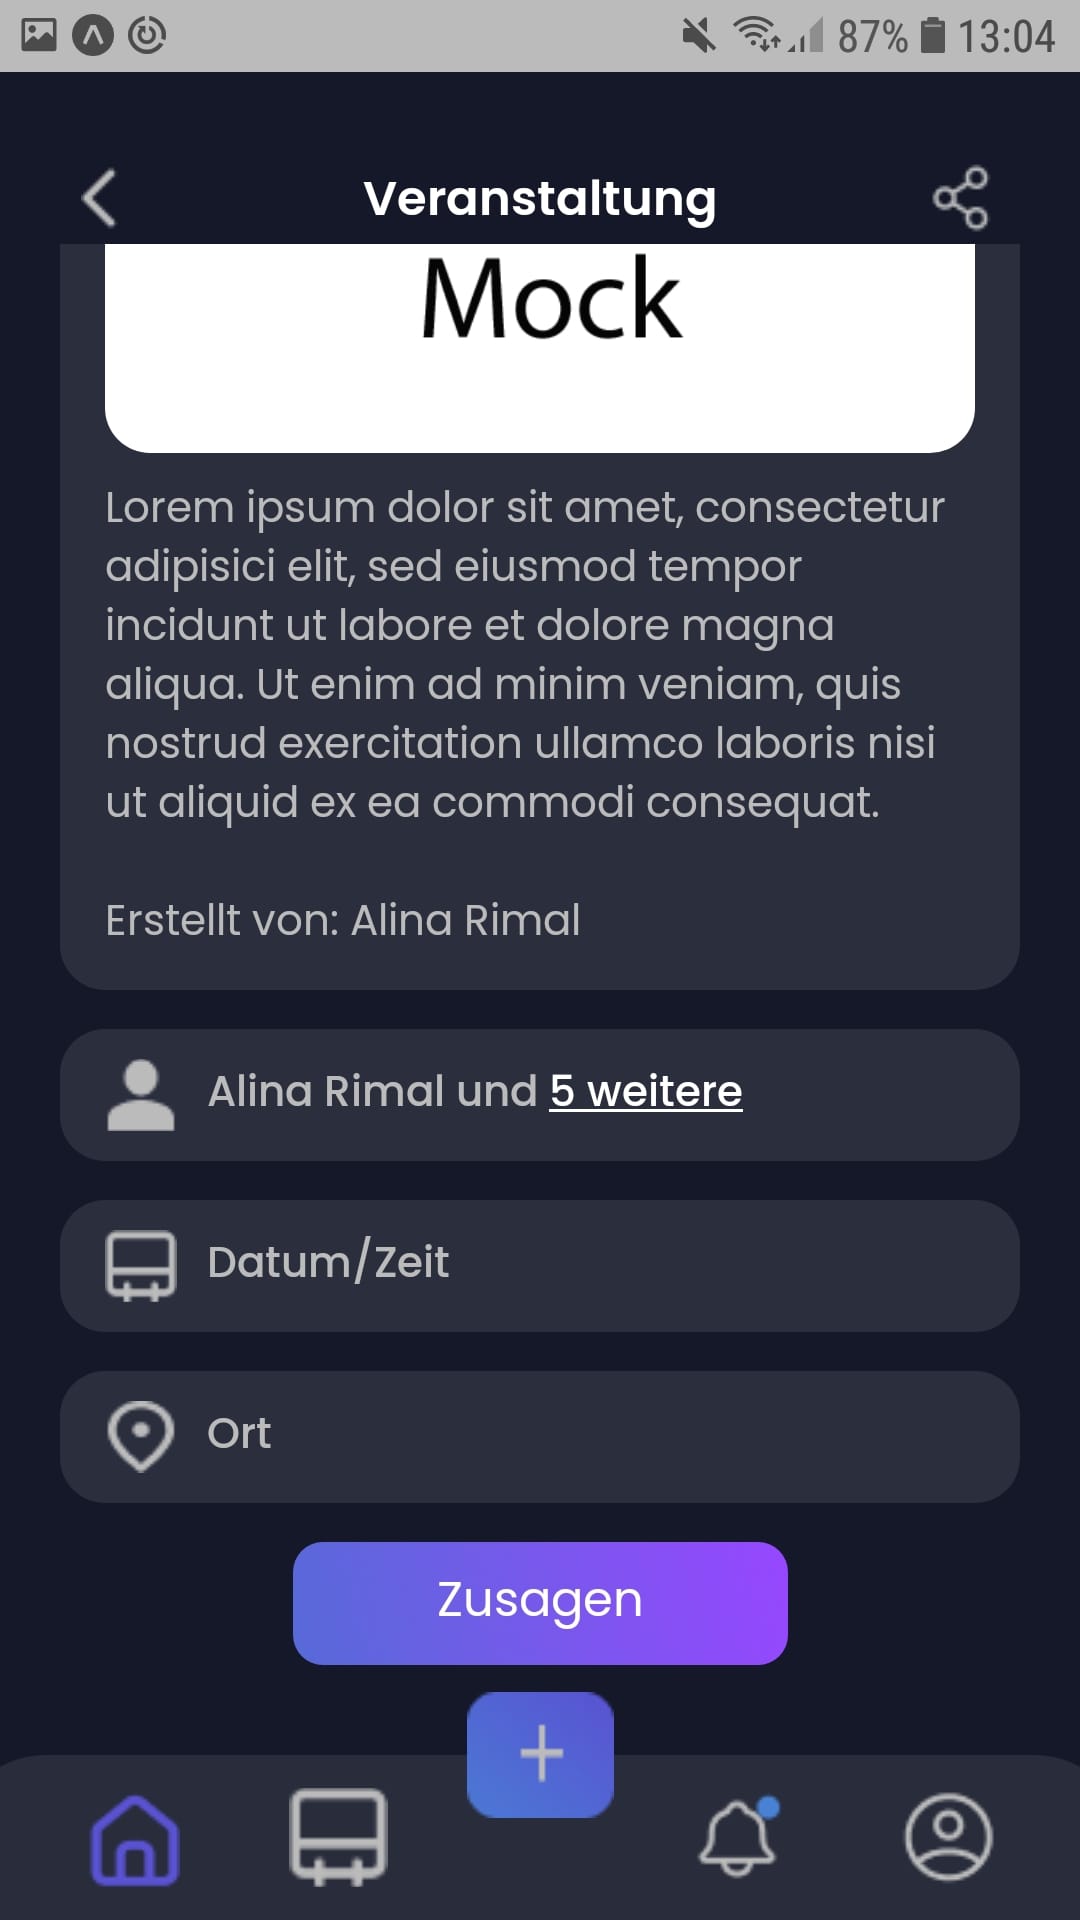 87% 13:04
Veranstaltung
Mock
Lorem ipsum dolor sit amet, consectetur
adipisici elit, sed eiusmod tempor
incidunt ut labore et dolore magna
aliqua. Ut enim ad minim veniam, quis
nostrud exercitation ullamco laboris nisi
ut aliquid ex ea commodi consequat.
Erstellt von: Alina Rimal
Alina Rimal und 5 weitere
Datum/Zeit
Ort
Zusagen